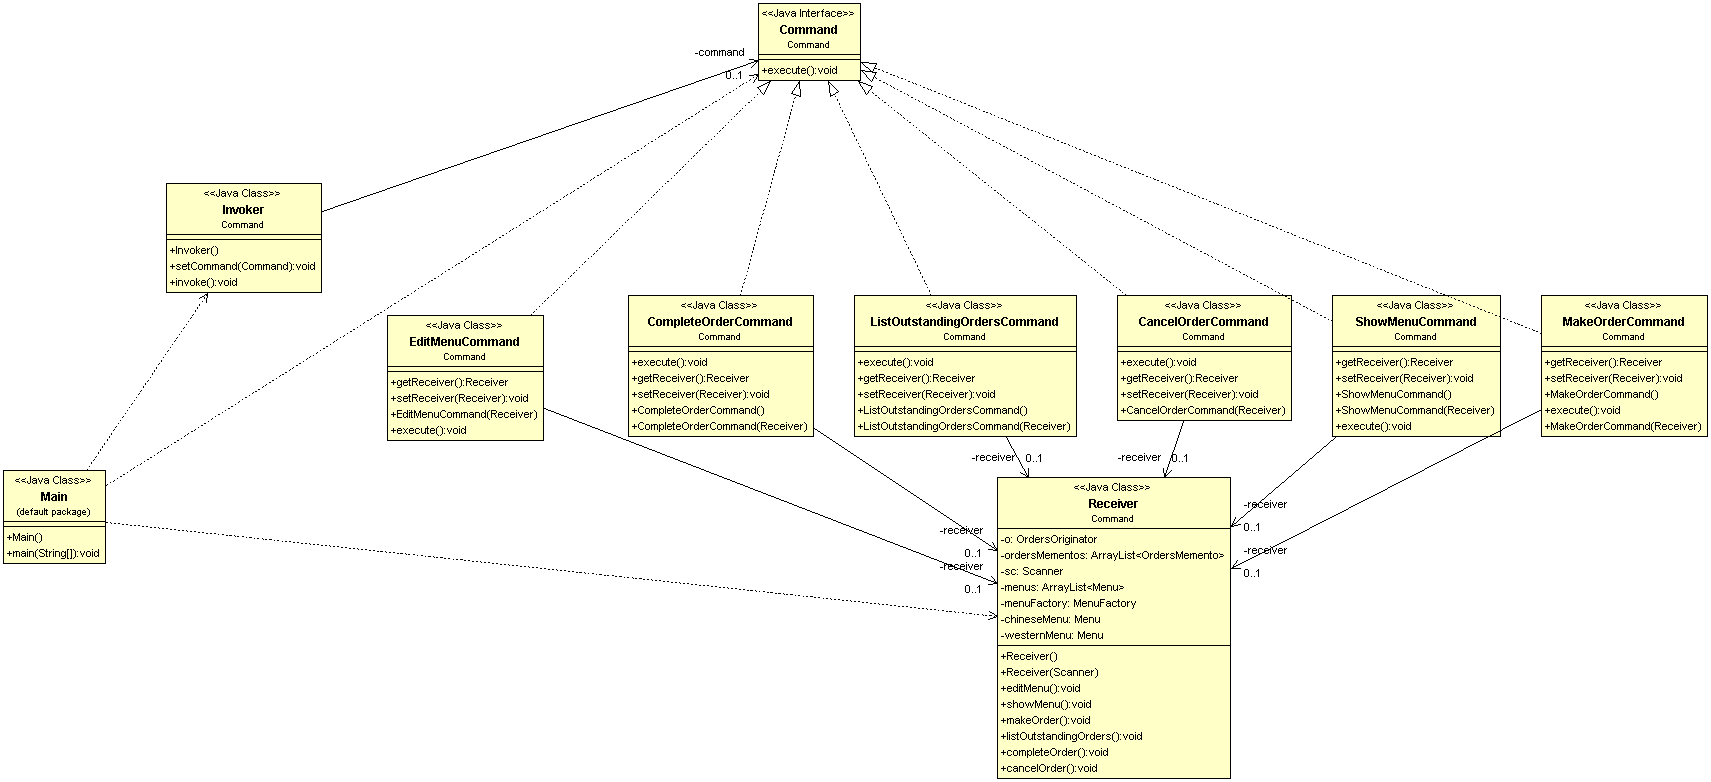 <<Java Interface>>
Command
Command
+execute():void
-command
0..1
<<Java Class>>
Invoker
Command
+Invoker()
+setCommand(Command):void
+invoke():void
<<Java Class>>
EditMenuCommand
Command
+getReceiver():Receiver
+setReceiver(Receiver):void
+EditMenuCommand(Receiver)
+execute():void
<<Java Class>>
CompleteOrderCommand
Command
+execute():void
+getReceiver():Receiver
+setReceiver(Receiver):void
+CompleteOrderCommand()
+CompleteOrderCommand(Receiver)
<<Java Class>>
ListOutstandingOrdersCommand
Command
+execute():void
+getReceiver():Receiver
+setReceiver(Receiver):void
+ListOutstandingOrdersCommand()
+ListOutstandingOrdersCommand(Receiver)
<<Java Class>>
CancelOrderCommand
Command
+execute():void
+getReceiver():Receiver
+setReceiver(Receiver):void
+CancelOrderCommand(Receiver)
<<Java Class>>
ShowMenuCommand
Command
+getReceiver():Receiver
+setReceiver(Receiver):void
+ShowMenuCommand()
+ShowMenuCommand(Receiver)
+execute():void
<<Java Class>>
MakeOrderCommand
Command
+getReceiver():Receiver
+setReceiver(Receiver):void
+MakeOrderCommand()
+execute():void
+MakeOrderCommand(Receiver)
-receiver
0..1
-receiver
0..1
-receiver
0..1
-receiver
0..1
-receiver
0..1
-receiver
0..1
<<Java Class>>
Main
(default package)
+Main()
+main(String[]):void
<<Java Class>>
Receiver
Command
-o: OrdersOriginator
-ordersMementos: ArrayList<OrdersMemento>
-sc: Scanner
-menus: ArrayList<Menu>
-menuFactory: MenuFactory
-chineseMenu: Menu
-westernMenu: Menu
+Receiver()
+Receiver(Scanner)
+editMenu():void
+showMenu():void
+makeOrder():void
+listOutstandingOrders():void
+completeOrder():void
+cancelOrder():void